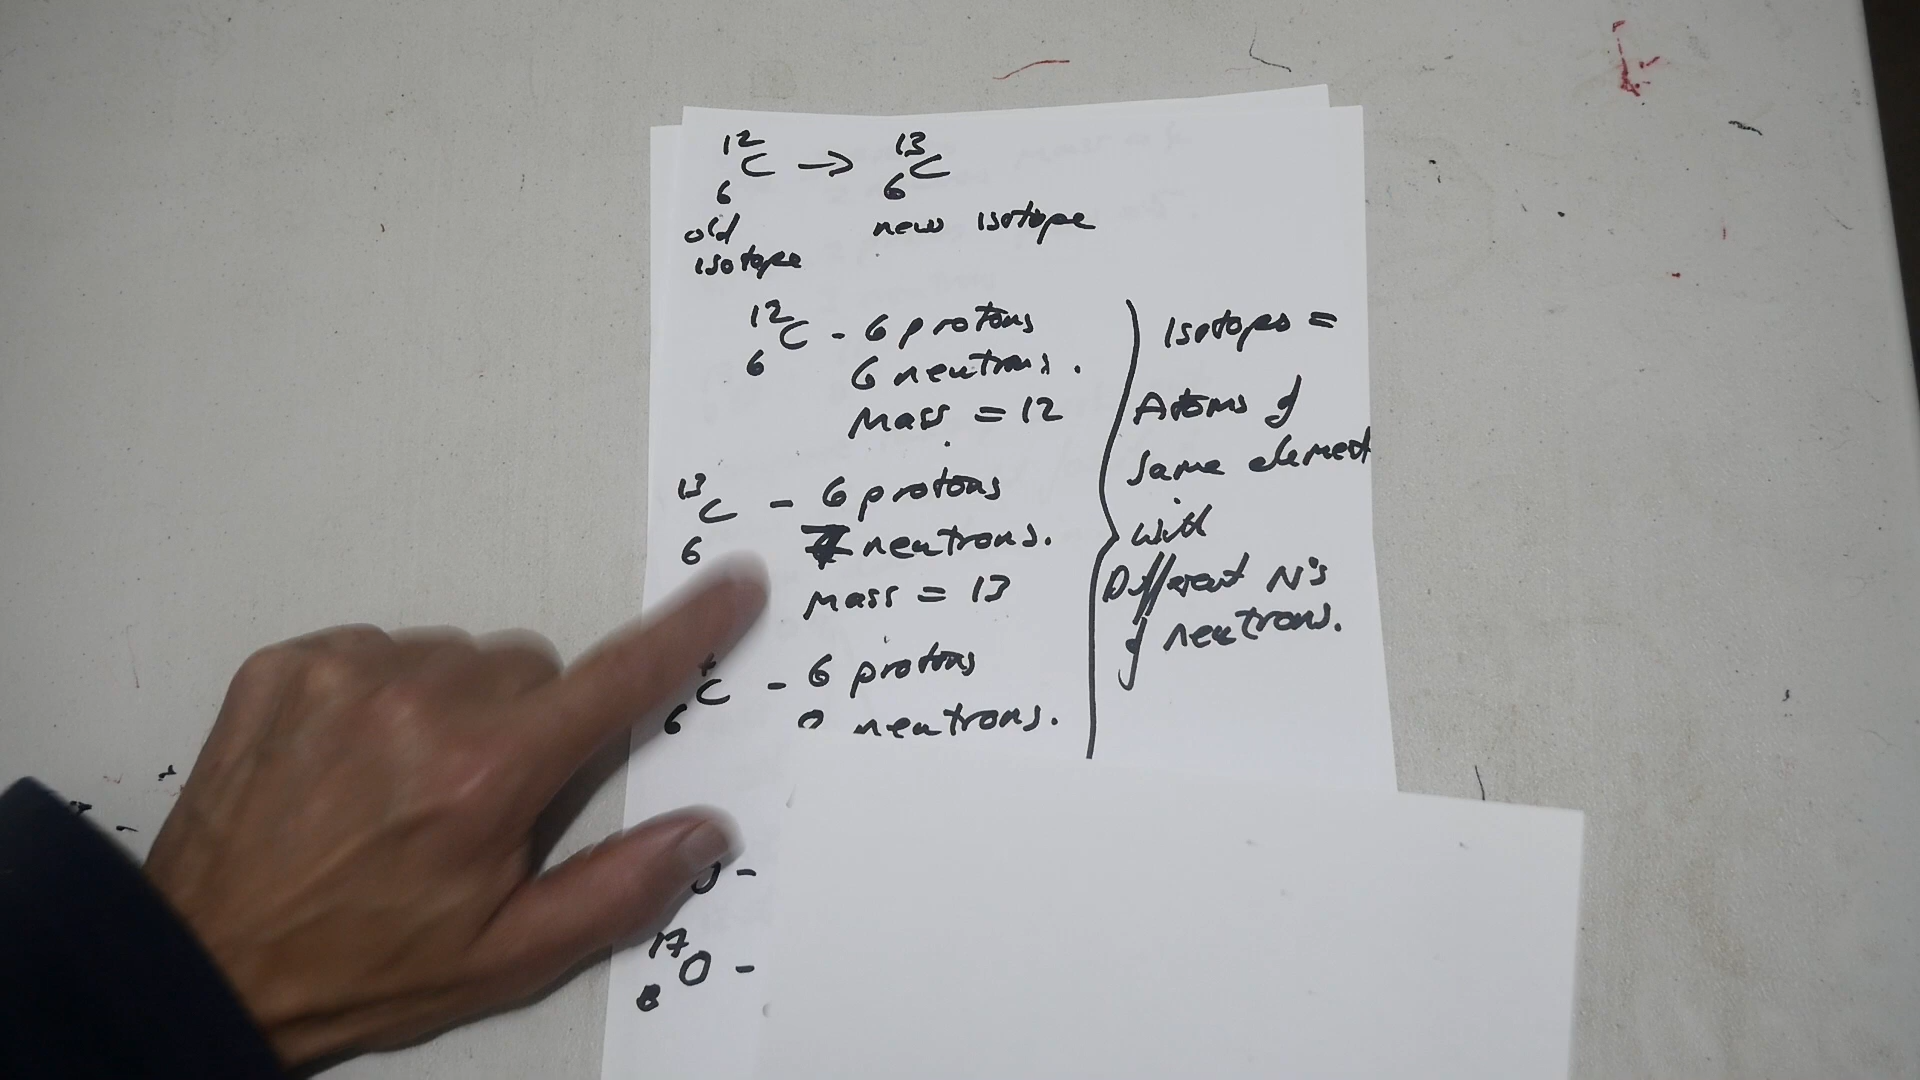 12
6 C → 13
6 C
old isotope
new isotope
12
6 C - 6 protons
6 neutrons.
Mass = 12
13
6 C - 6 protons
7 neutrons.
Mass = 13
6 C - 6 protons
neutrons.
Isotopes =
Atoms of
same element
with
Different N's
of neutrons.
O -
17
8 O -